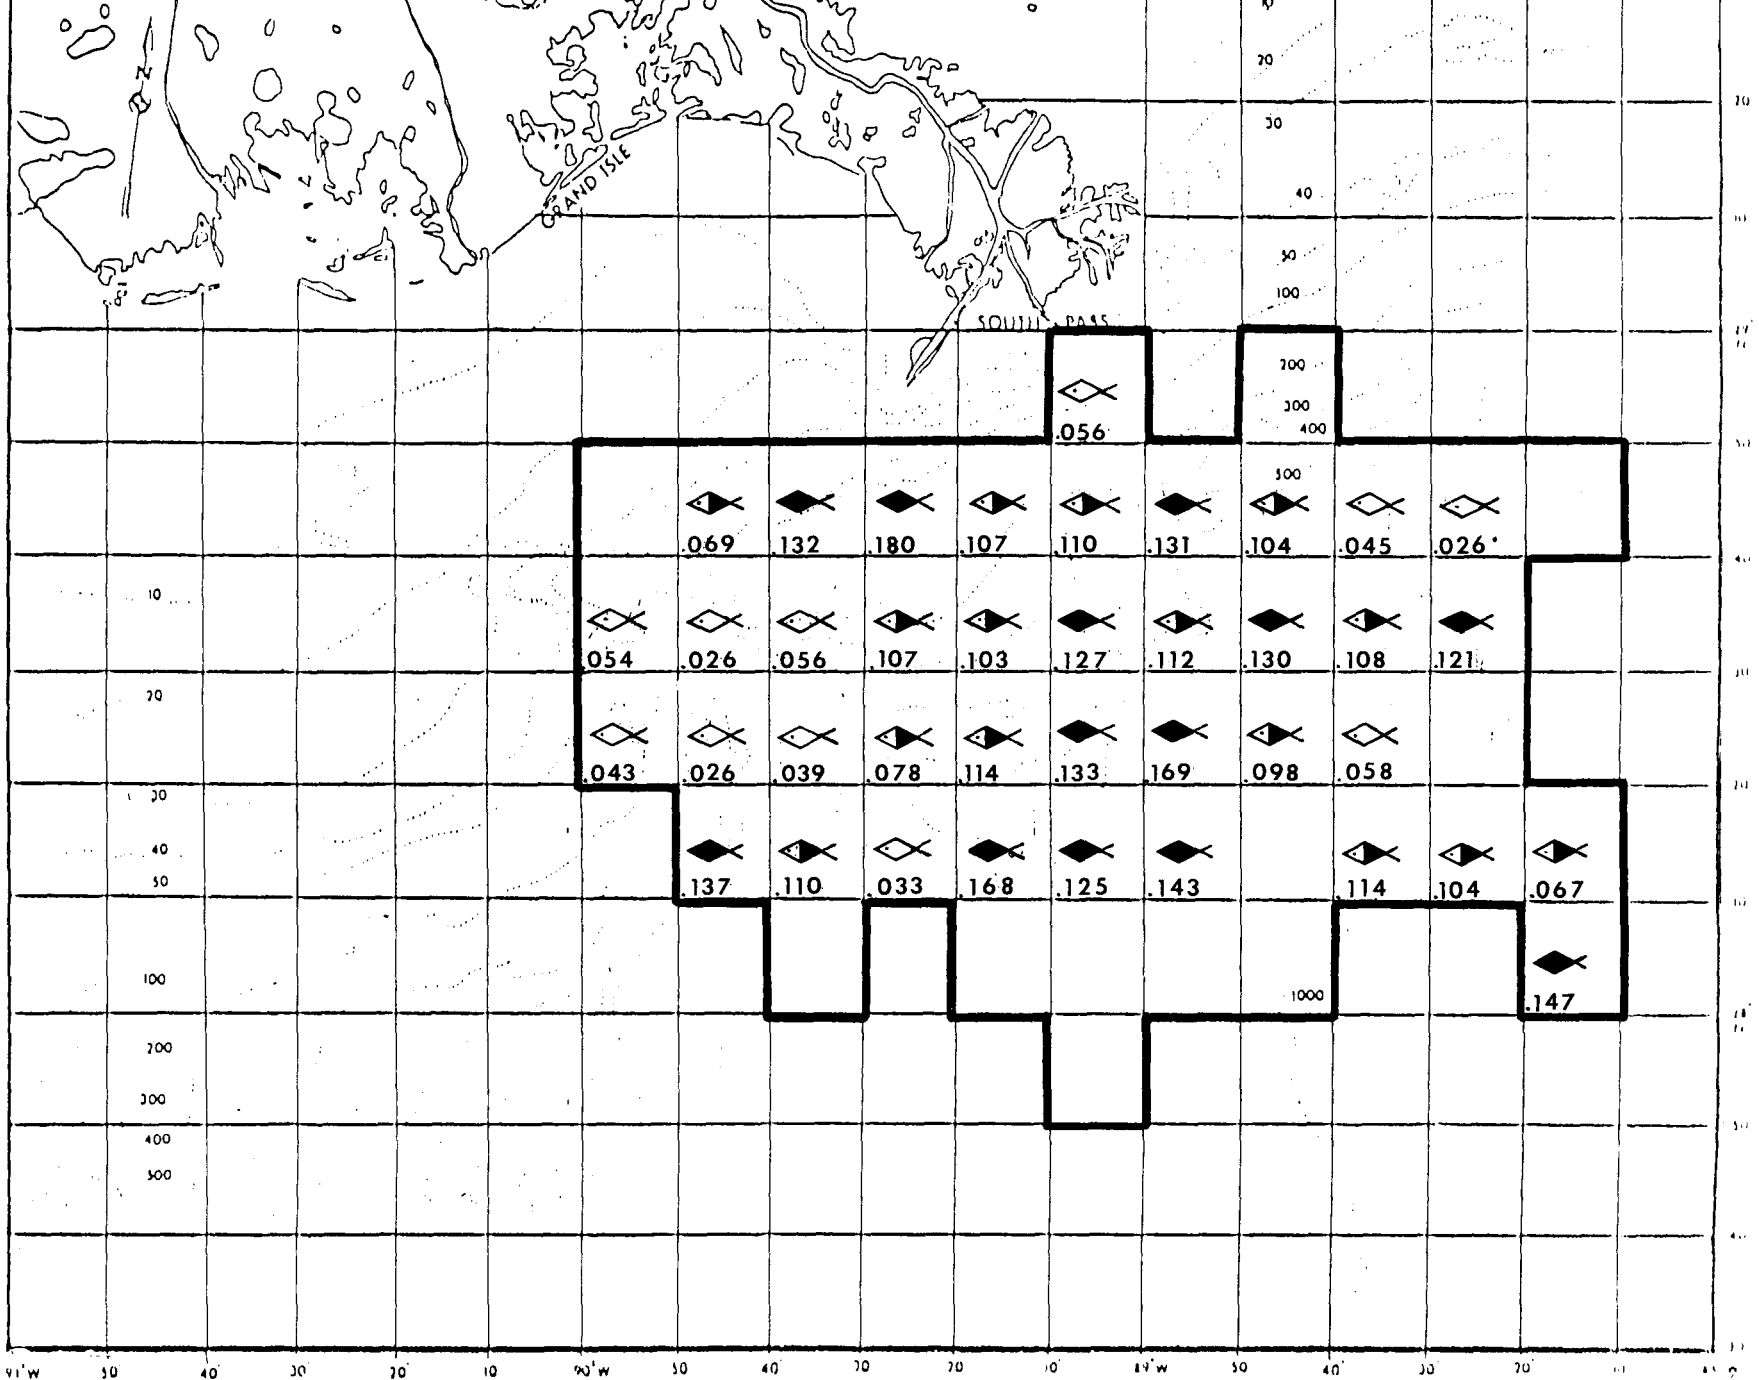 20
30
N
GRAND ISLE
40
50
100
SOUTH PASS
200
300
.056
400
500
.069 .132 .180 .107 .110 .131 .104 .045 .026
10
.054 .026 .056 .107 .103 .127 .112 .130 .108 .121
20
.043 .026 .039 .078 .114 .133 .169 .098 .058
30
40
50
.137 .110 .033 .168 .125 .143 .114 .104 .067
100
1000
.147
200
300
400
500
91°W 50' 40' 30' 20' 10' 90°W 50' 40' 30' 20' 10' 89°W 50' 40' 30' 20'